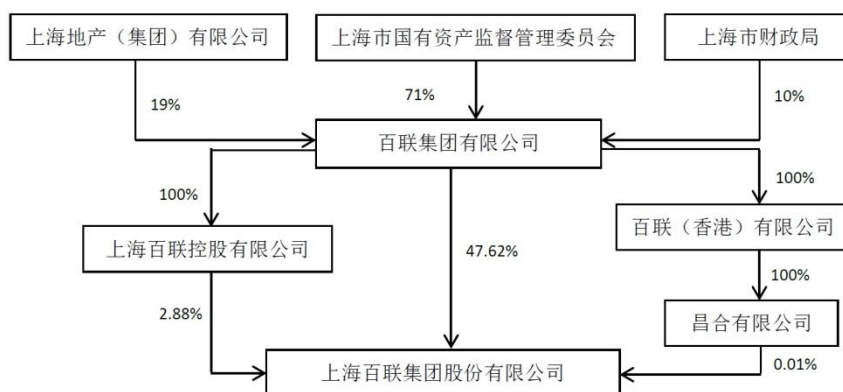 上海地产（集团）有限公司
上海市国有资产监督管理委员会
上海市财政局
19%
71%
10%
百联集团有限公司
100%
100%
上海百联控股有限公司
47.62%
百联（香港）有限公司
100%
2.88%
昌合有限公司
上海百联集团股份有限公司
0.01%